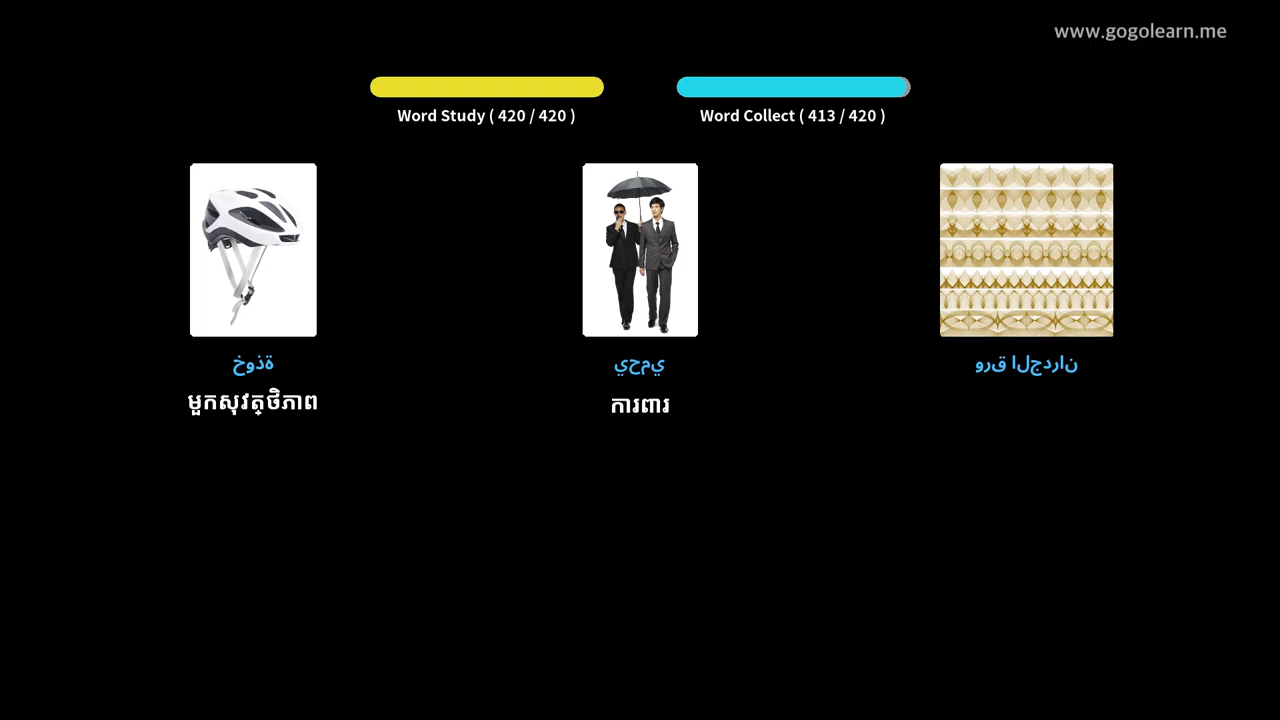 www.gogolearn.me
Word Study ( 420 / 420 )
Word Collect ( 413 / 420 )
خوذة
يحمي
ورق الجدران
មួកសុវត្ថិភាព
ការពារ